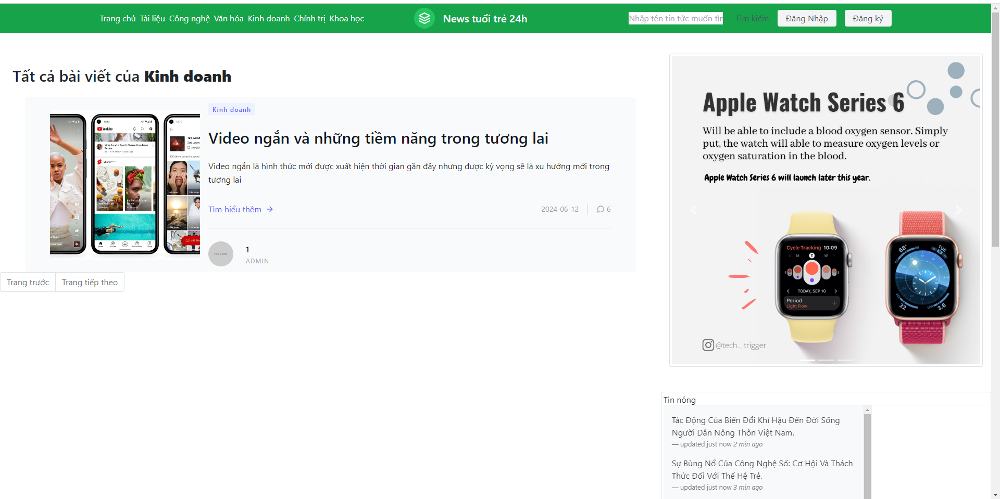 Trang chủ Tài liệu Công nghệ Văn hóa Kinh doanh Chính trị Khoa học
News tuổi trẻ 24h
Nhập tên tin tức muốn tìm
Tìm kiếm
Đăng Nhập
Đăng ký
Tất cả bài viết của Kinh doanh
YouTube
Shorts
Kinh doanh
Video ngắn và những tiềm năng trong tương lai
Video ngắn là hình thức mới được xuất hiện thời gian gần đây nhưng được kỳ vọng sẽ là xu hướng mới trong
tương lai
Tìm hiểu thêm
2024-06-12
6
104 x 104
1
ADMIN
Trang trước
Trang tiếp theo
Apple Watch Series 6
Will be able to include a blood oxygen sensor. Simply
put, the watch will able to measure oxygen levels or
oxygen saturation in the blood.
Apple Watch Series 6 will launch later this year.
Cycle Tracking 10:09
S M T W T
TODAY, SEP 10
Period
Light Flow
68°
TUE
32
UVI
3.6
@tech._.trigger
Tin nóng
Tác Động Của Biến Đổi Khí Hậu Đến Đời Sống
Người Dân Nông Thôn Việt Nam.
— updated just now 2 min ago
Sự Bùng Nổ Của Công Nghệ Số: Cơ Hội Và Thách
Thức Đối Với Thế Hệ Trẻ.
— updated just now 3 min ago